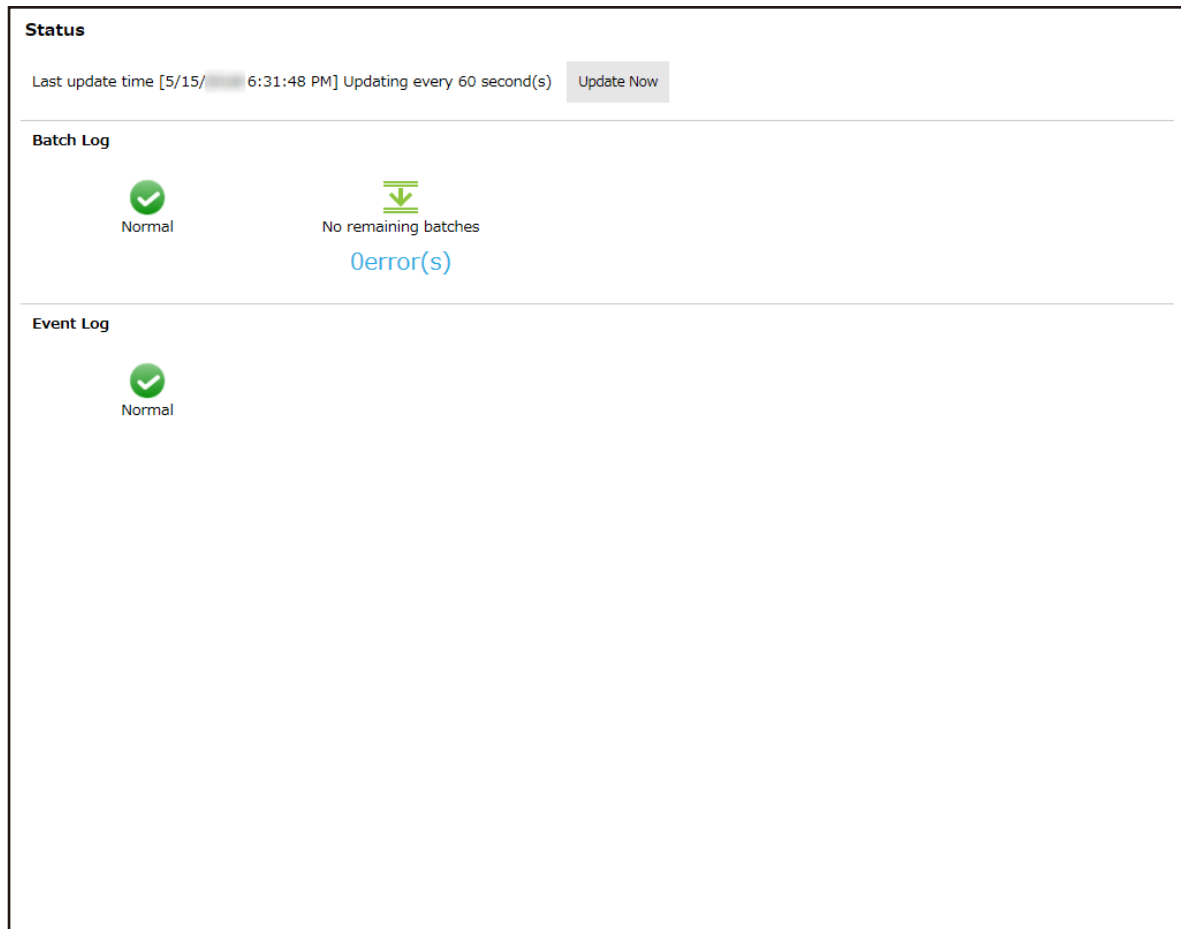 Status
Last update time [5/15/ 6:31:48 PM] Updating every 60 second(s) Update Now
Batch Log
Normal No remaining batches
0error(s)
Event Log
Normal